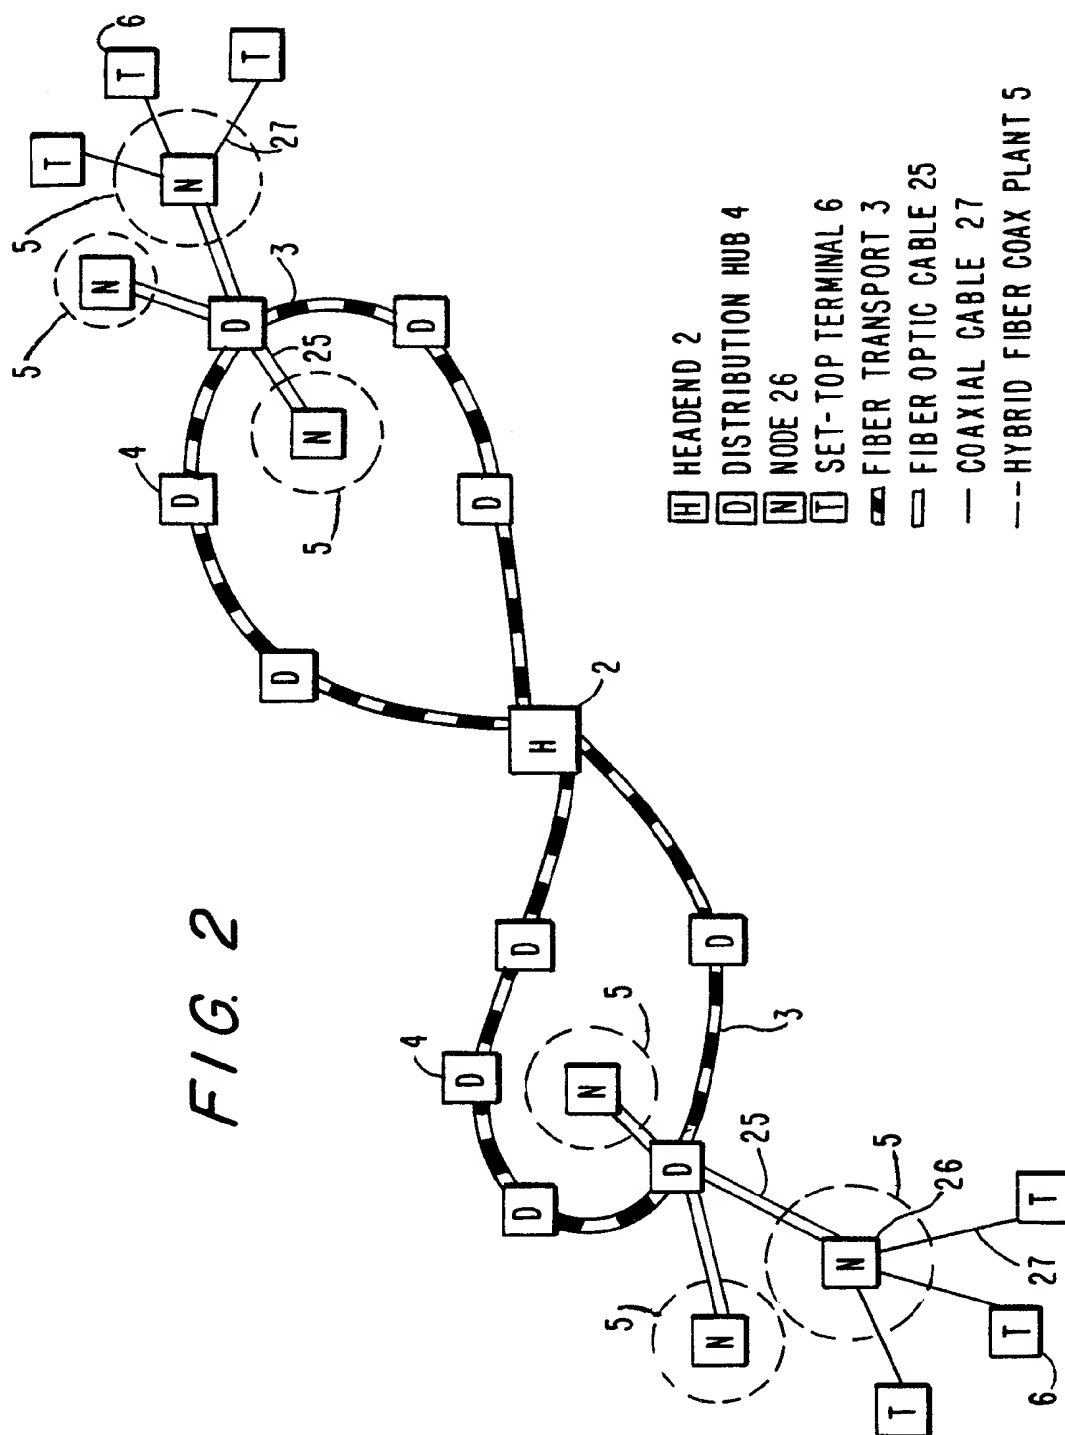 FIG. 2
6
T
T
T
27
N
5
5
N
3
D
D
25
N
5
4
D
D
D
2
H
D
D
4
D
5
N
3
D
D
25
5
26
N
5
N
T
27
T
6
T
H HEADEND 2
D DISTRIBUTION HUB 4
N NODE 26
T SET-TOP TERMINAL 6
FIBER TRANSPORT 3
FIBER OPTIC CABLE 25
COAXIAL CABLE 27
HYBRID FIBER COAX PLANT 5